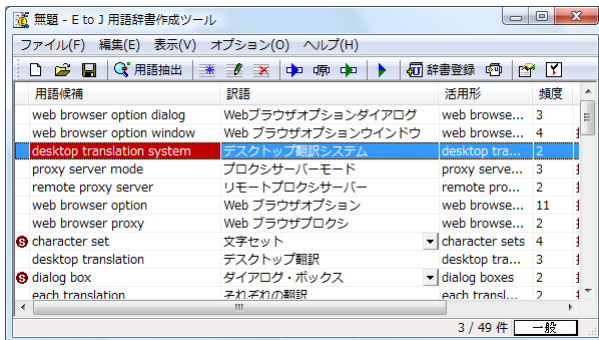 無題 - E to J 用語辞書作成ツール
ファイル(F) 編集(E) 表示(V) オプション(O) ヘルプ(H)
用語抽出 辞書登録
用語候補 訳語 活用形 頻度
web browser option dialog Webブラウザオプションダイアログ web browse... 3
web browser option window Web ブラウザオプションウインドウ web browse... 4
desktop translation system デスクトップ翻訳システム desktop tra... 2
proxy server mode プロクシサーバーモード proxy serve... 3
remote proxy server リモートプロクシサーバー remote pro... 2
web browser option Web ブラウザオプション web browse... 11
web browser proxy Web ブラウザプロクシ web browse... 2
S character set 文字セット character sets 4
desktop translation デスクトップ翻訳 desktop tra... 3
S dialog box ダイアログ・ボックス dialog boxes 2
each translation それぞれの翻訳 each transl... 2
3 / 49 件 一般